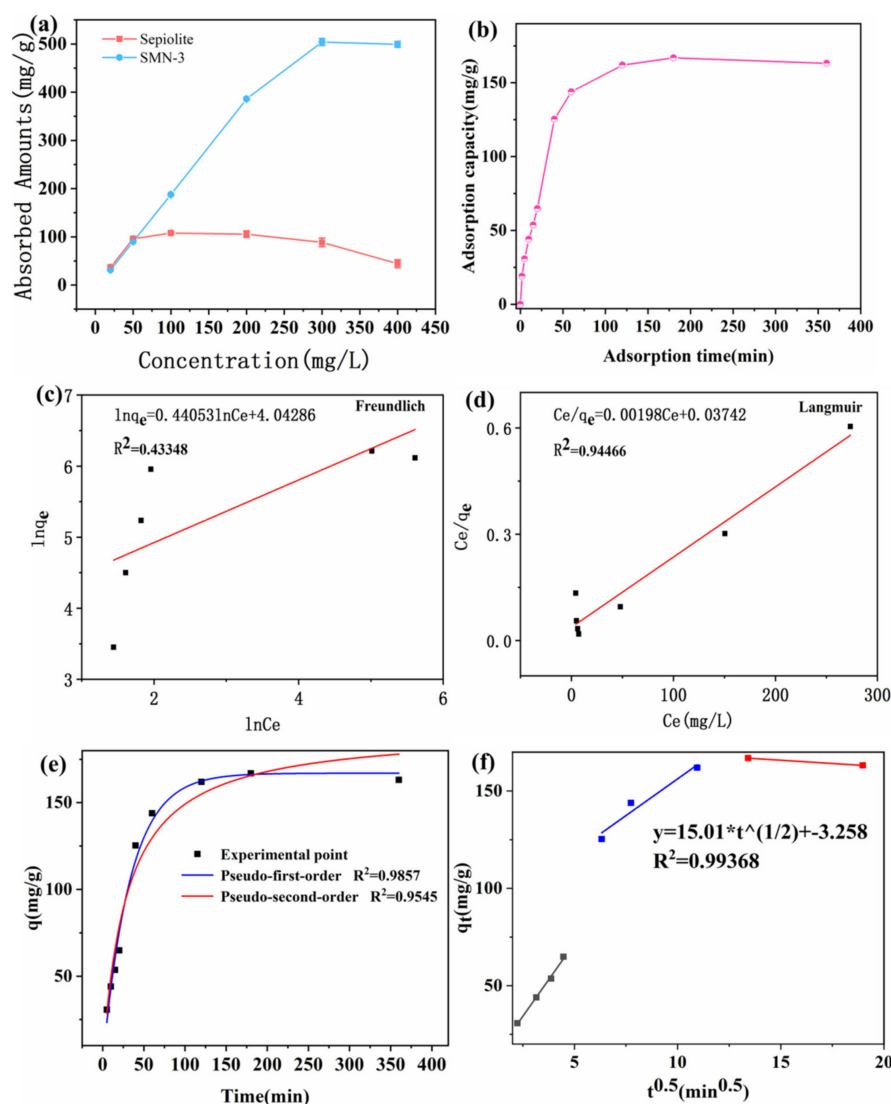 (a)
Sepiolite
SMN-3
Absorbed Amounts(mg/g)
500
400
300
200
100
0
0 50 100 150 200 250 300 350 400 450
Concentration(mg/L)
(b)
Adsorption capacity(mg/g)
150
100
50
0
0 50 100 150 200 250 300 350 400
Adsorption time(min)
(c)
lnqe=0.44053lnCe+4.04286
Freundlich
R2=0.43348
lnqe
7
6
5
4
3
2 4 6
lnCe
(d)
Ce/qe=0.00198Ce+0.03742
Langmuir
R2=0.94466
Ce/qe
0.6
0.3
0.0
0 100 200 300
Ce(mg/L)
(e)
Experimental point
Pseudo-first-order R2=0.9857
Pseudo-second-order R2=0.9545
q(mg/g)
150
100
50
0 50 100 150 200 250 300 350 400
Time(min)
(f)
y=15.01*t^(1/2)+-3.258
R2=0.99368
qt(mg/g)
150
100
50
5 10 15 20
t0.5(min0.5)